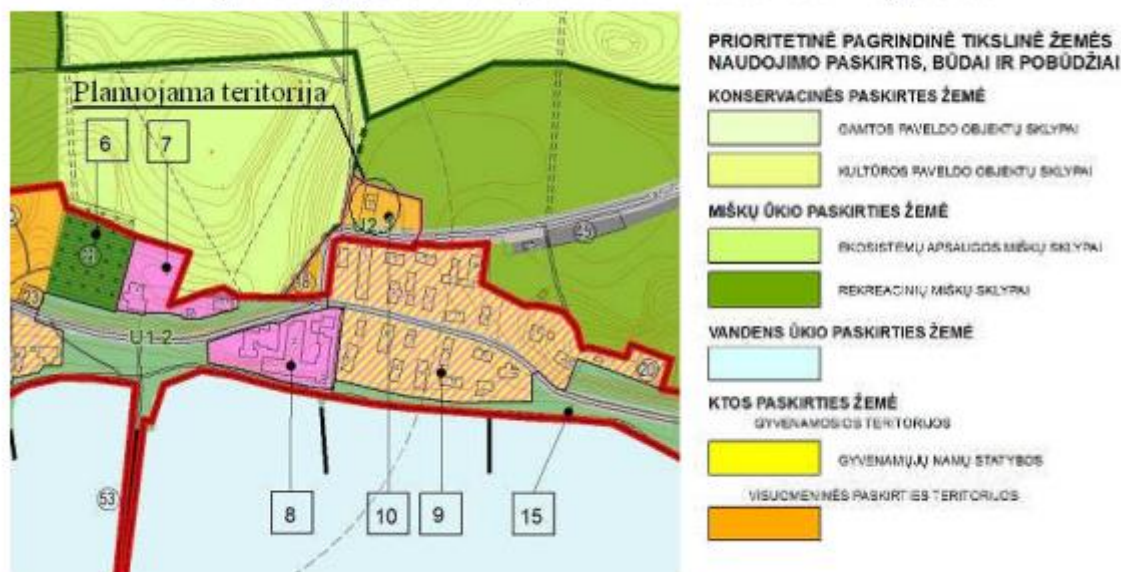 Planuojama teritorija
6
7
U2.3
18
53
U1.2
20
53
8
10
9
15
PRIORITETINĖ PAGRINDINĖ TIKSLINĖ ŽEMĖS
NAUDOJIMO PASKIRTIS, BŪDAI IR POBŪDŽIAI
KONSERVACINĖS PASKIRTES ŽEMĖ
GAMTOS PAVELDO OBJEKTŲ SKLYPAI
KULTŪROS PAVELDO OBJEKTŲ SKLYPAI
MIŠKŲ ŪKIO PASKIRTIES ŽEMĖ
EKOSISTEMŲ APSAUGOS MIŠKŲ SKLYPAI
REKREACINIŲ MIŠKŲ SKLYPAI
VANDENS ŪKIO PASKIRTIES ŽEMĖ
KTOS PASKIRTIES ŽEMĖ
GYVENAMOSIOS TERITORIJOS
GYVENAMŲJŲ NAMŲ STATYBOS
VISUOMENINĖS PASKIRTIES TERITORIJOS